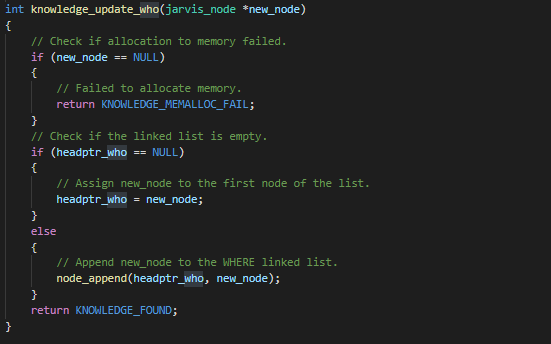 int knowledge_update_who(jarvis_node *new_node)
{
    // Check if allocation to memory failed.
    if (new_node == NULL)
    {
        // Failed to allocate memory.
        return KNOWLEDGE_MEMALLOC_FAIL;
    }
    // Check if the linked list is empty.
    if (headptr_who == NULL)
    {
        // Assign new_node to the first node of the list.
        headptr_who = new_node;
    }
    else
    {
        // Append new_node to the WHERE linked list.
        node_append(headptr_who, new_node);
    }
    return KNOWLEDGE_FOUND;
}